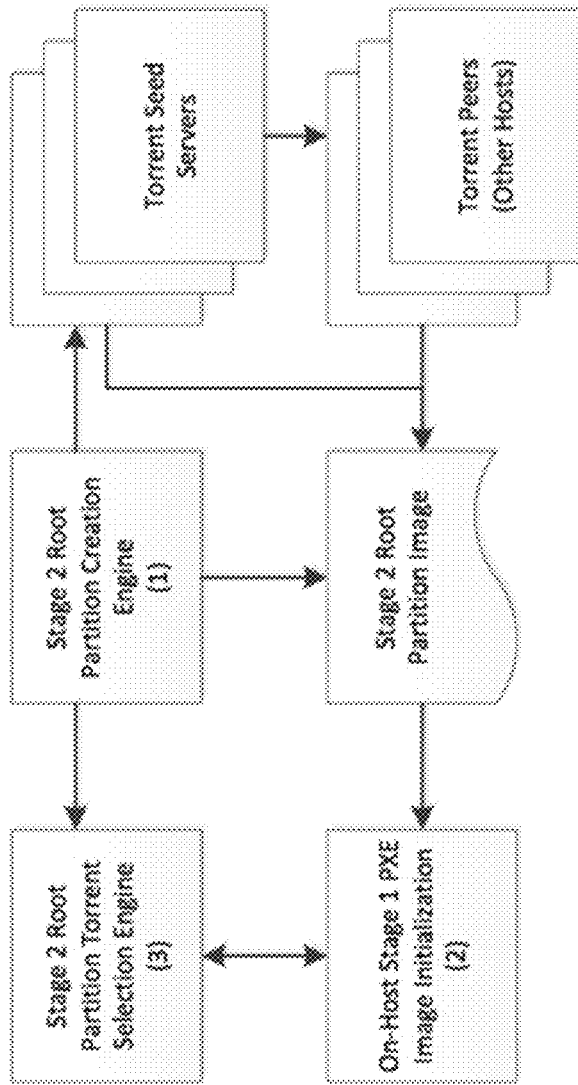 Stage 2 Root
Partition Torrent
Selection Engine
(3)
Stage 2 Root
Partition Creation
Engine
(1)
Torrent Seed
Servers
On-Host Stage 1 PXE
Image Initialization
(2)
Stage 2 Root
Partition Image
Torrent Peers
(Other Hosts)